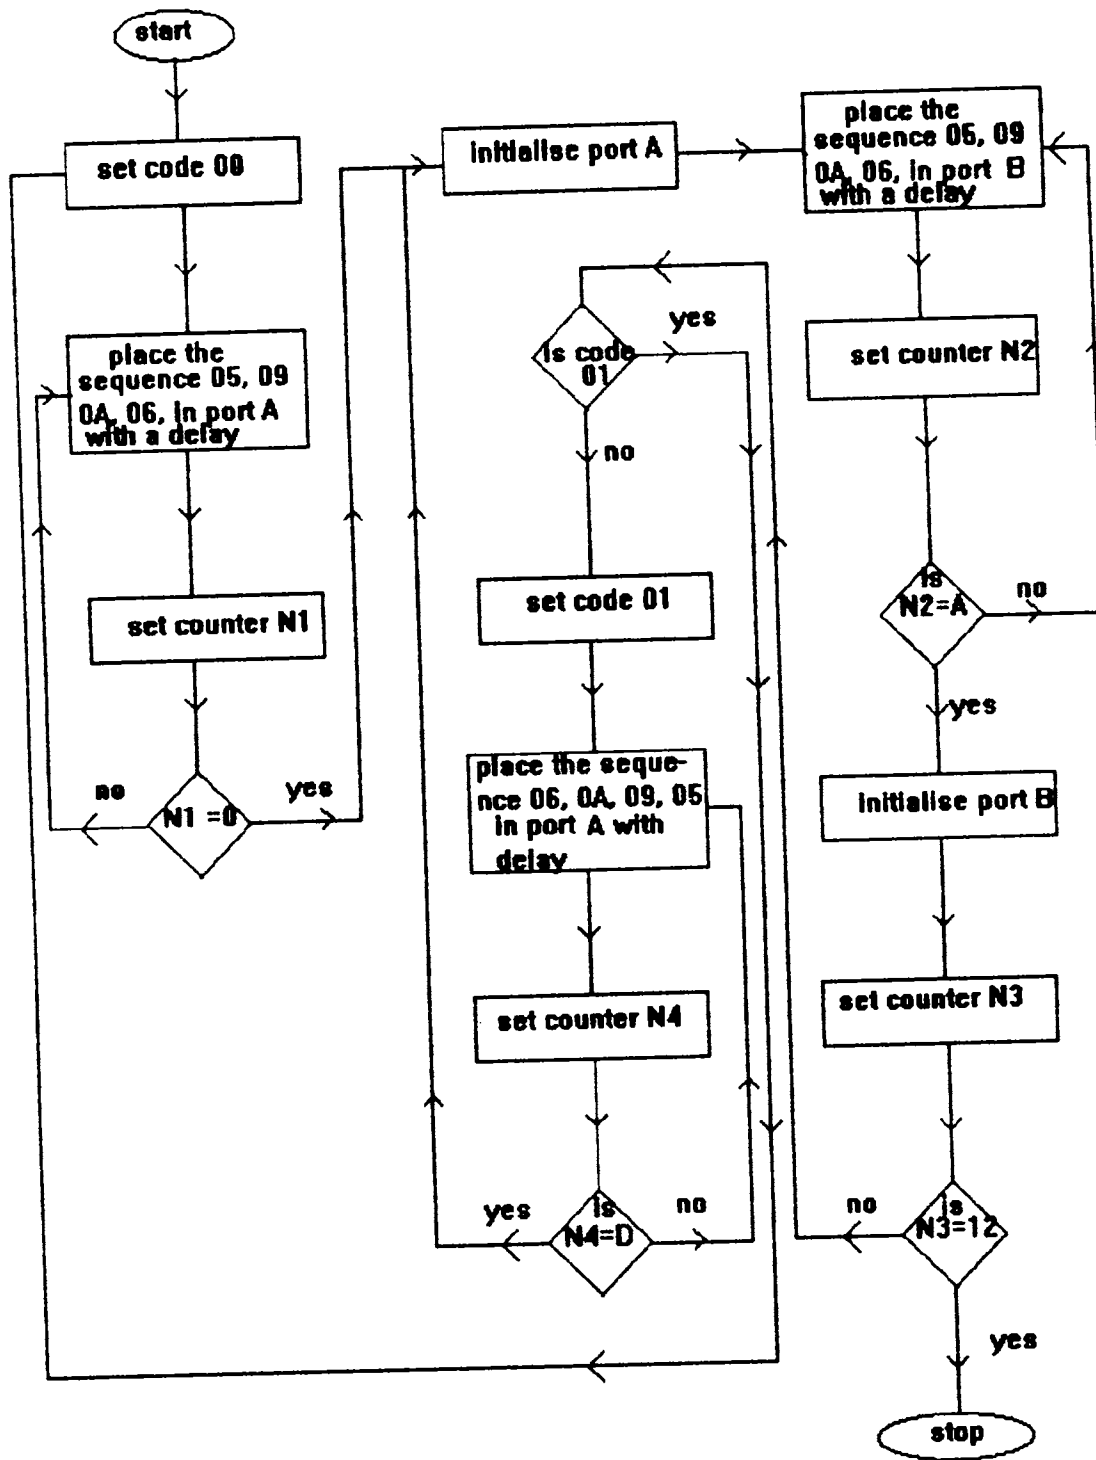 start
set code 00
place the
sequence 05, 09
0A, 06, in port A
with a delay
set counter N1
N1 =0
no
yes
initialise port A
is code
01
yes
no
set code 01
place the seque-
nce 06, 0A, 09, 05
in port A with
delay
set counter N4
is
N4=D
yes
no
place the
sequence 05, 09
0A, 06, in port B
with a delay
set counter N2
is
N2=A
no
yes
initialise port B
set counter N3
is
N3=12
no
yes
stop